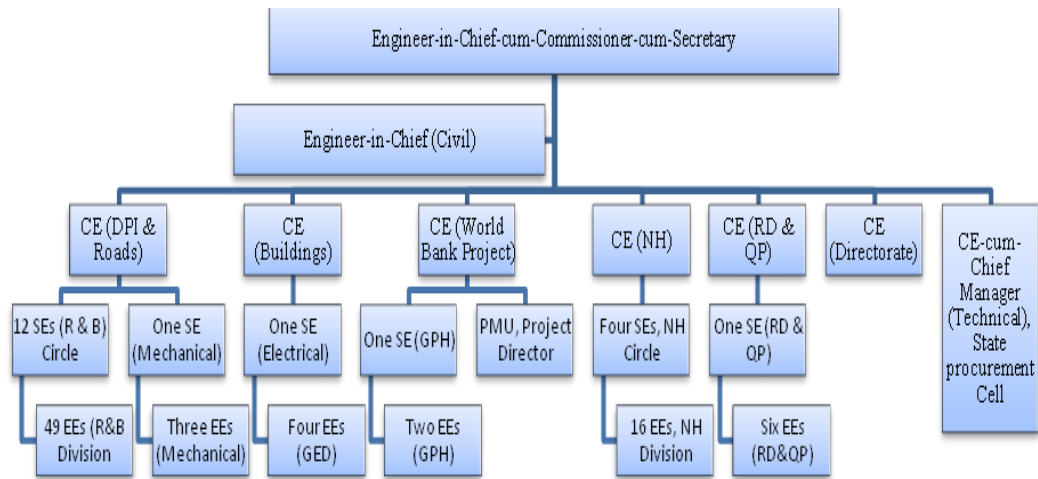 Engineer-in-Chief-cum-Commissioner-cum-Secretary
Engineer-in-Chief (Civil)
CE (DPI &
Roads)
CE
(Buildings)
CE (World
Bank Project)
CE (NH)
CE (RD &
QP)
CE
(Directorate)
CE-cum-
Chief
Manager
(Technical),
State
procurement
Cell
12 SEs (R & B)
Circle
One SE
(Mechanical)
One SE
(Electrical)
One SE (GPH)
PMU, Project
Director
Four SEs, NH
Circle
One SE (RD &
QP)
49 EEs (R&B
Division
Three EEs
(Mechanical)
Four EEs
(GED)
Two EEs
(GPH)
16 EEs, NH
Division
Six EEs
(RD&QP)